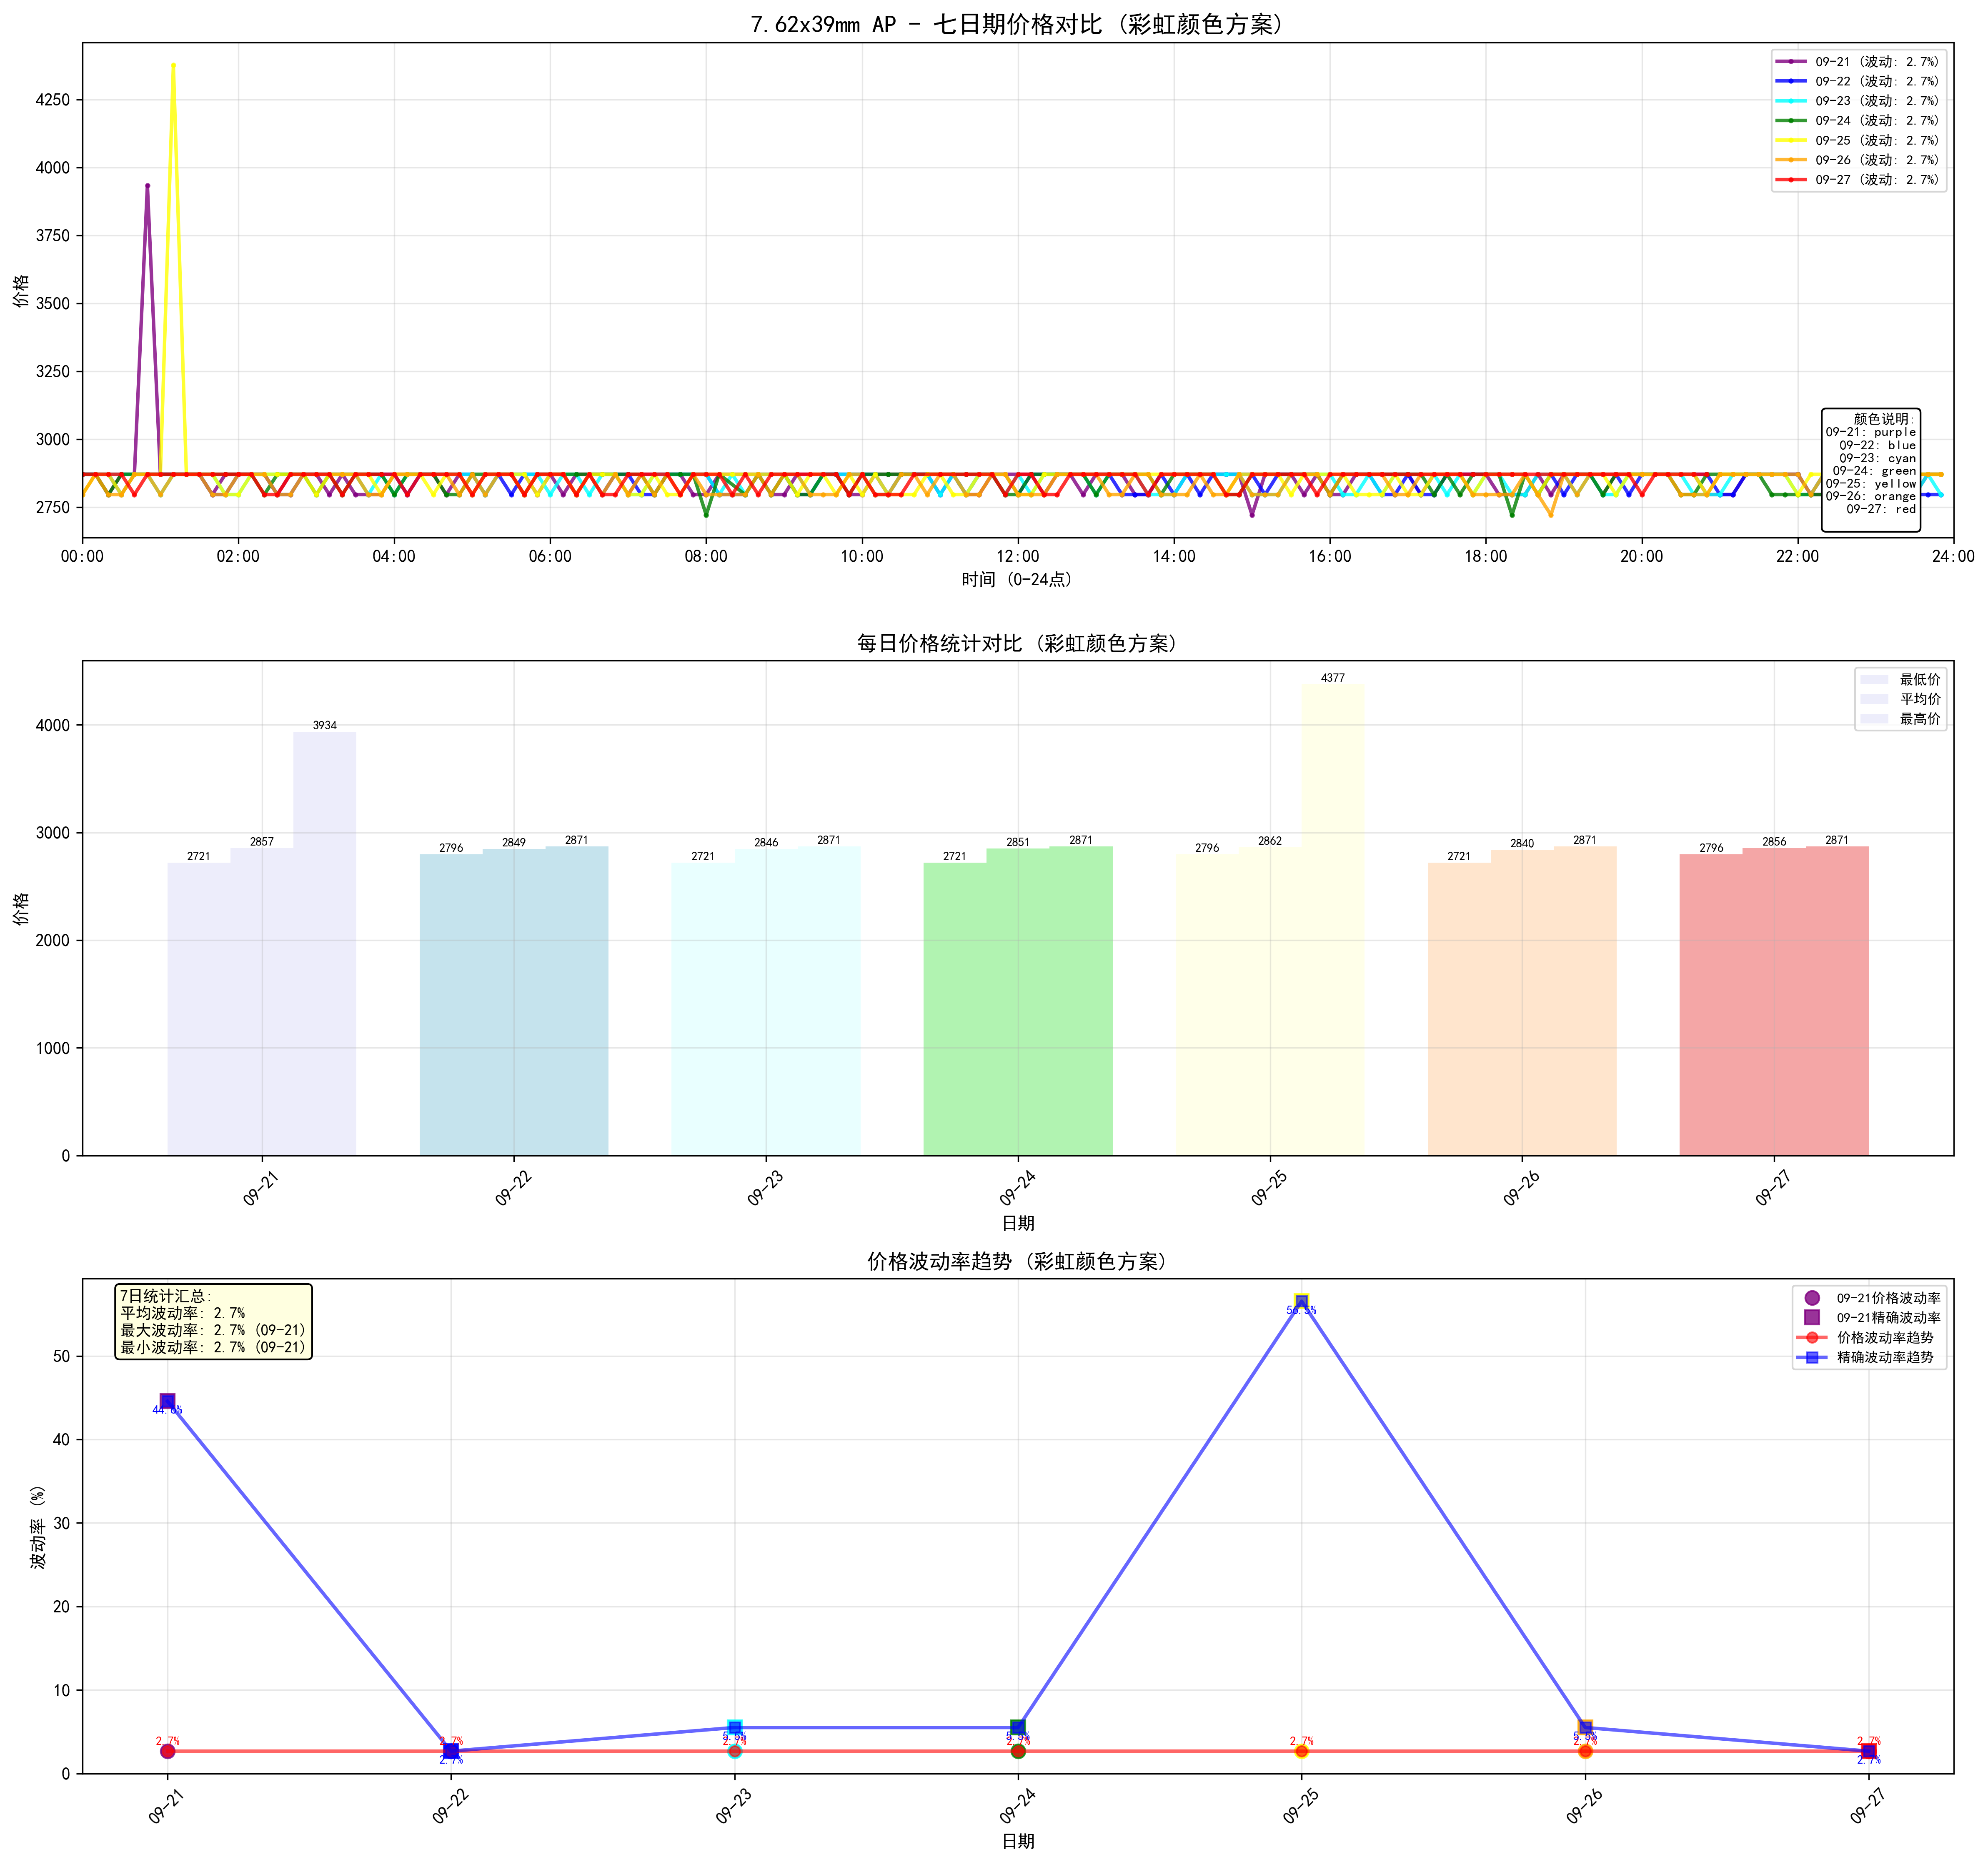 7.62x39mm AP - 七日期价格对比 (彩虹颜色方案)
价格
4250
4000
3750
3500
3250
3000
2750
09-21 (波动: 2.7%)
09-22 (波动: 2.7%)
09-23 (波动: 2.7%)
09-24 (波动: 2.7%)
09-25 (波动: 2.7%)
09-26 (波动: 2.7%)
09-27 (波动: 2.7%)
颜色说明:
09-21: purple
09-22: blue
09-23: cyan
09-24: green
09-25: yellow
09-26: orange
09-27: red
00:00 02:00 04:00 06:00 08:00 10:00 12:00 14:00 16:00 18:00 20:00 22:00 24:00
时间 (0-24点)
每日价格统计对比 (彩虹颜色方案)
价格
4000
3000
2000
1000
0
最低价
平均价
最高价
2721 2857 3934
2796 2849 2871
2721 2846 2871
2721 2851 2871
2796 2862 4377
2721 2840 2871
2796 2856 2871
09-21 09-22 09-23 09-24 09-25 09-26 09-27
日期
价格波动率趋势 (彩虹颜色方案)
波动率 (%)
50
40
30
20
10
0
7日统计汇总:
平均波动率: 2.7%
最大波动率: 2.7% (09-21)
最小波动率: 2.7% (09-21)
09-21价格波动率
09-21精确波动率
价格波动率趋势
精确波动率趋势
2.7% 2.7% 2.7% 2.7% 2.7% 2.7% 2.7%
2.7% 2.7%
09-21 09-22 09-23 09-24 09-25 09-26 09-27
日期